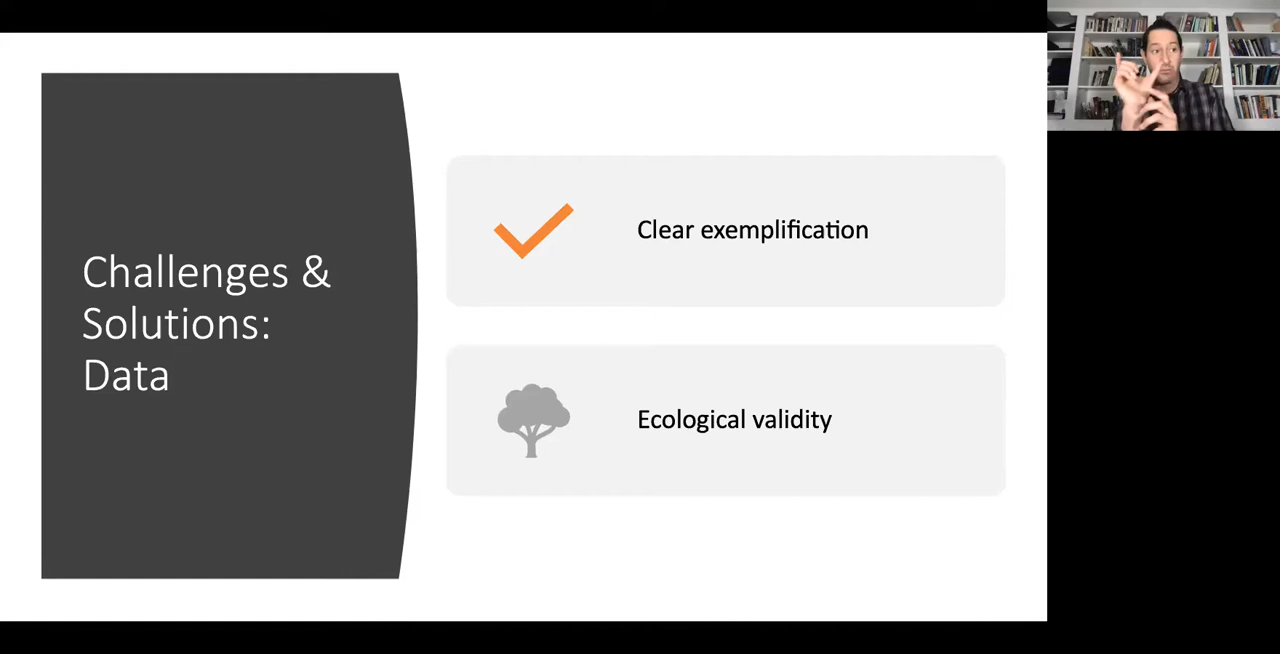 Challenges &
Solutions:
Data
Clear exemplification
Ecological validity